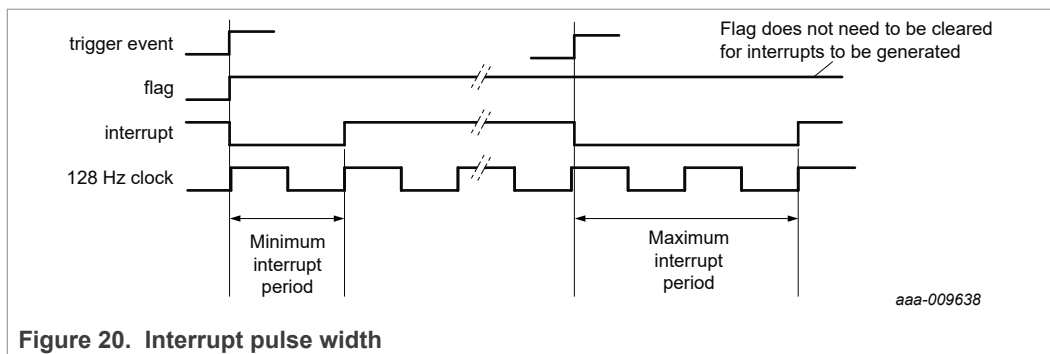 trigger event
Flag does not need to be cleared
for interrupts to be generated
flag
interrupt
128 Hz clock
Minimum
interrupt
period
Maximum
interrupt
period
aaa-009638
Figure 20. Interrupt pulse width